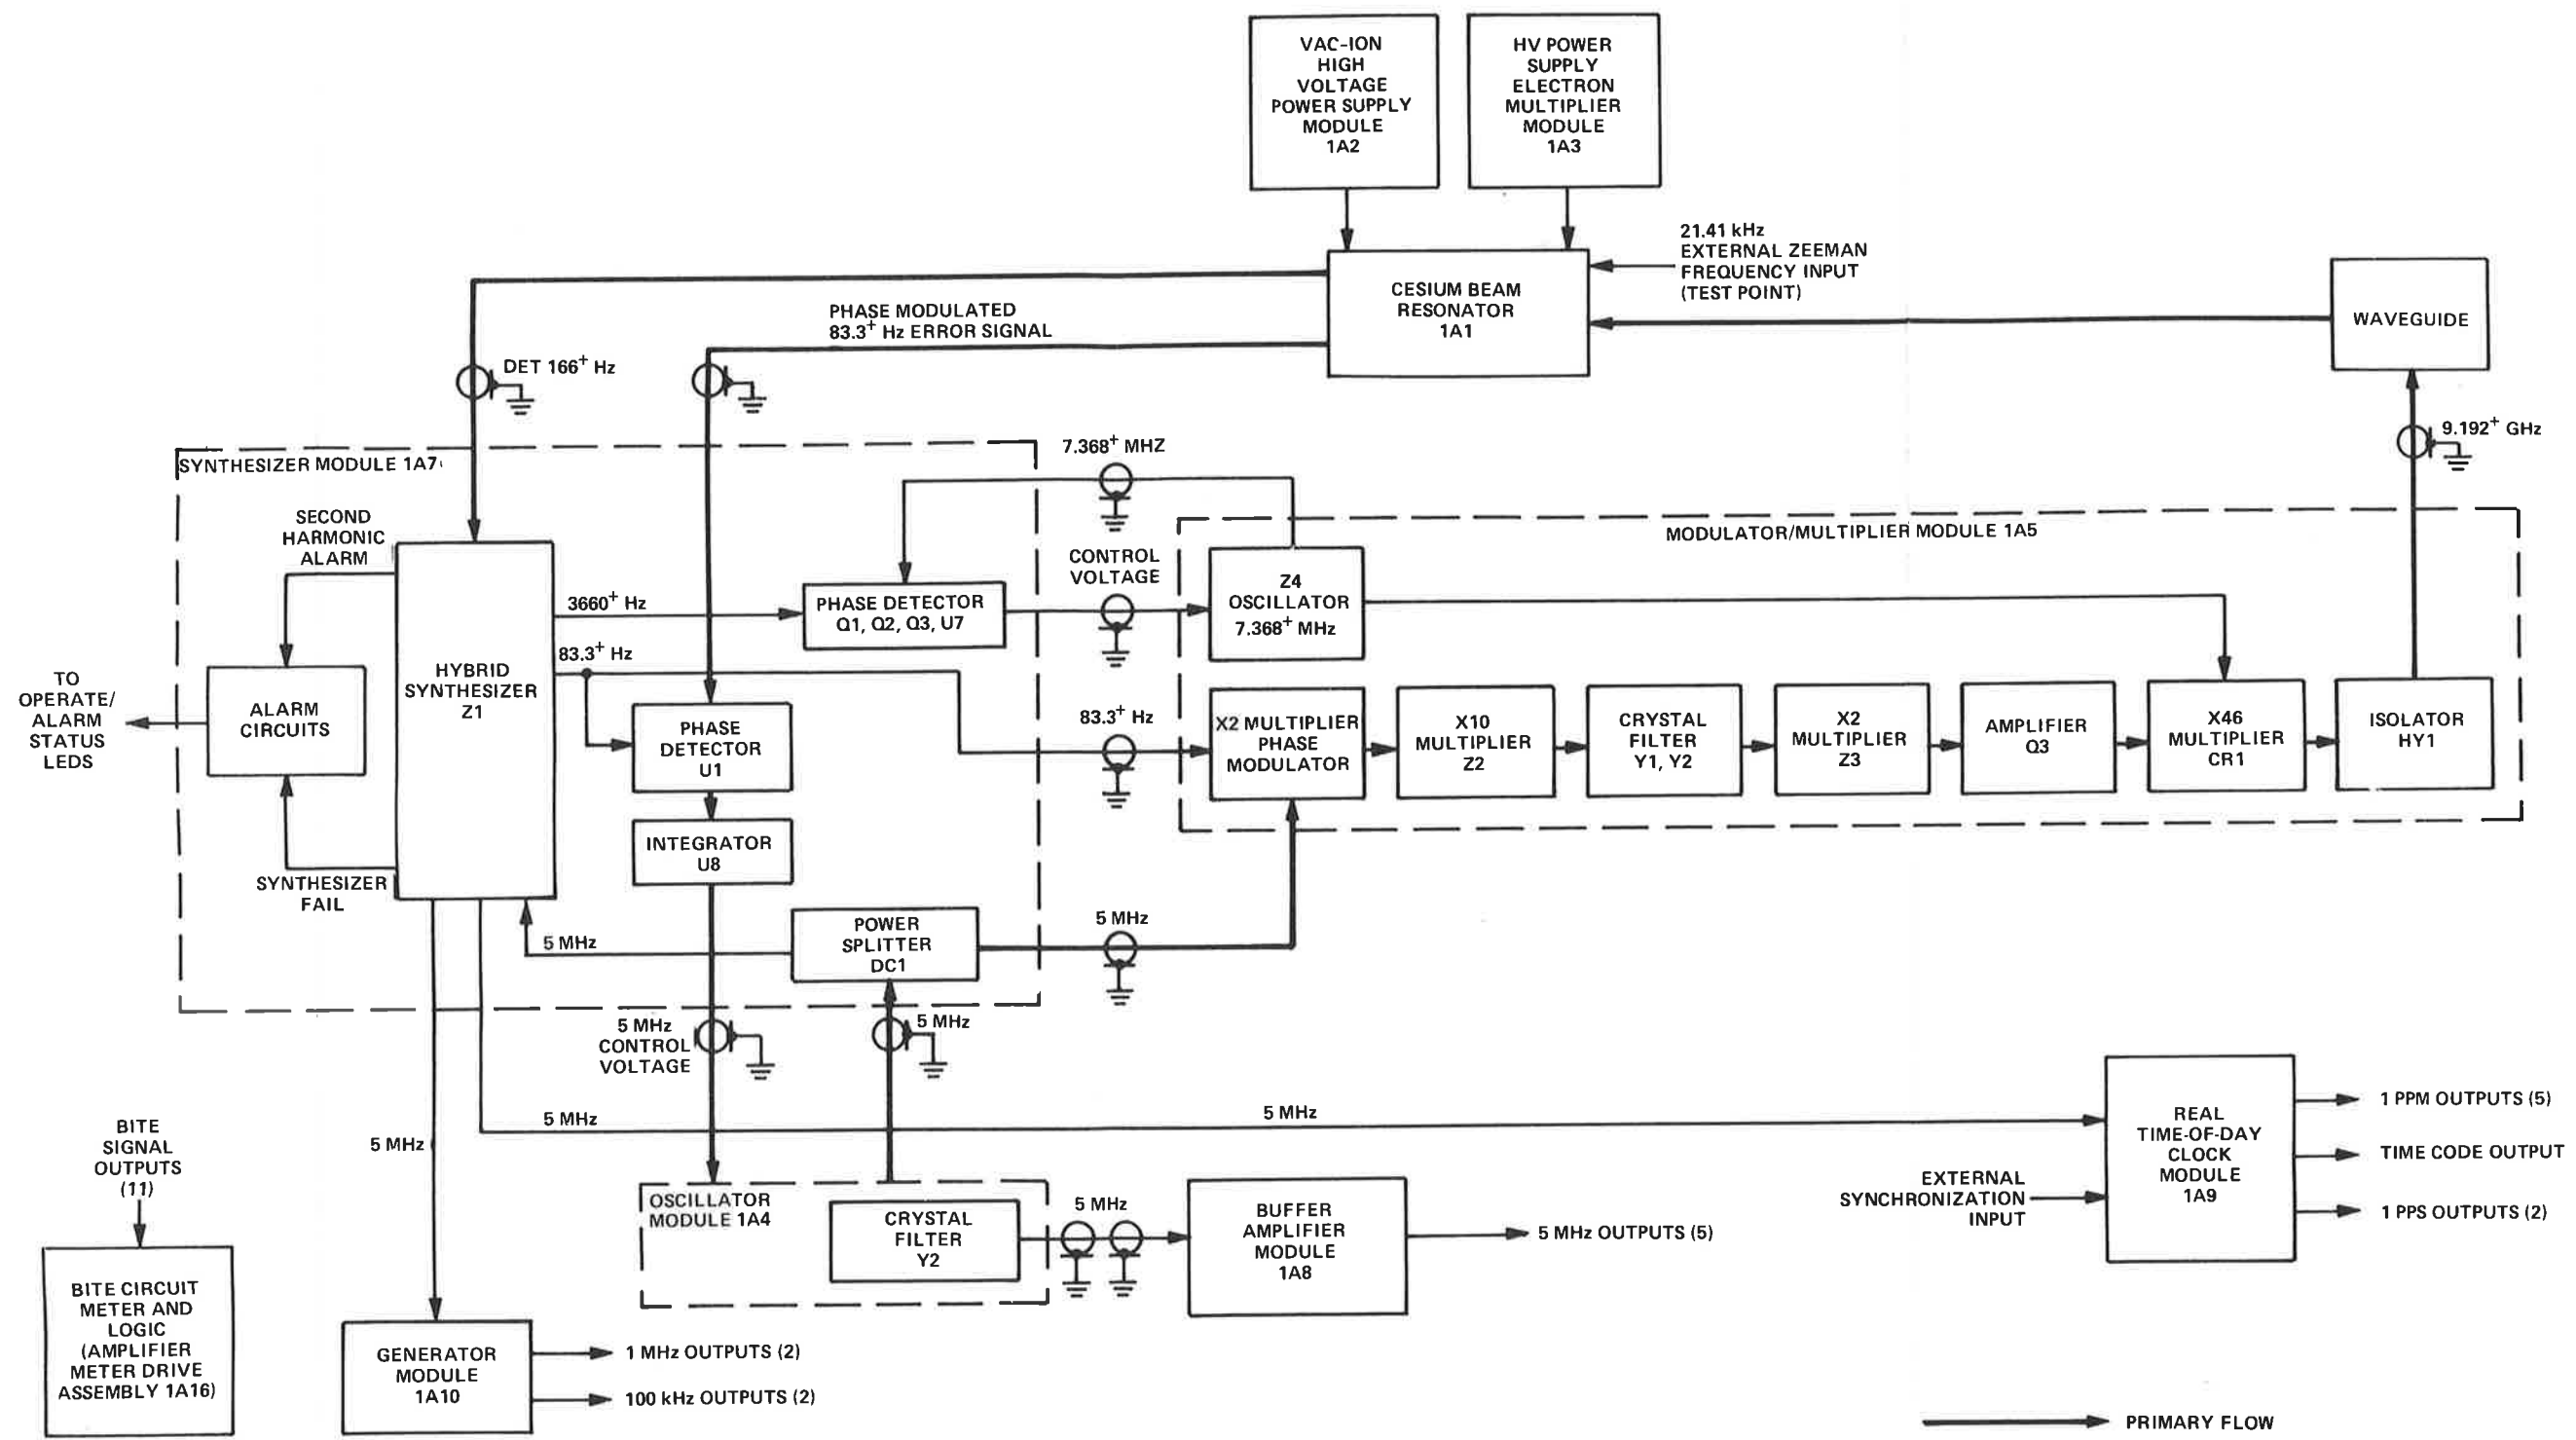 VAC-ION
HIGH
VOLTAGE
POWER SUPPLY
MODULE
1A2
HV POWER
SUPPLY
ELECTRON
MULTIPLIER
MODULE
1A3
21.41 kHz
EXTERNAL ZEEMAN
FREQUENCY INPUT
(TEST POINT)
CESIUM BEAM
RESONATOR
1A1
WAVEGUIDE
PHASE MODULATED
83.3+ Hz ERROR SIGNAL
DET 166+ Hz
9.192+ GHz
7.368+ MHZ
SYNTHESIZER MODULE 1A7
MODULATOR/MULTIPLIER MODULE 1A5
SECOND
HARMONIC
ALARM
CONTROL
VOLTAGE
Z4
OSCILLATOR
7.368+ MHz
3660+ Hz
PHASE DETECTOR
Q1, Q2, Q3, U7
83.3+ Hz
HYBRID
SYNTHESIZER
Z1
TO
OPERATE/
ALARM
STATUS
LEDS
ALARM
CIRCUITS
PHASE
DETECTOR
U1
83.3+ Hz
X2 MULTIPLIER
PHASE
MODULATOR
X10
MULTIPLIER
Z2
CRYSTAL
FILTER
Y1, Y2
X2
MULTIPLIER
Z3
AMPLIFIER
Q3
X46
MULTIPLIER
CR1
ISOLATOR
HY1
INTEGRATOR
U8
SYNTHESIZER
FAIL
POWER
SPLITTER
DC1
5 MHz
5 MHz
5 MHz
CONTROL
VOLTAGE
5 MHz
5 MHz
5 MHz
5 MHz
REAL
TIME-OF-DAY
CLOCK
MODULE
1A9
1 PPM OUTPUTS (5)
TIME CODE OUTPUT
1 PPS OUTPUTS (2)
EXTERNAL
SYNCHRONIZATION
INPUT
BITE
SIGNAL
OUTPUTS
(11)
OSCILLATOR
MODULE 1A4
CRYSTAL
FILTER
Y2
5 MHz
BUFFER
AMPLIFIER
MODULE
1A8
5 MHz OUTPUTS (5)
BITE CIRCUIT
METER AND
LOGIC
(AMPLIFIER
METER DRIVE
ASSEMBLY 1A16)
GENERATOR
MODULE
1A10
1 MHz OUTPUTS (2)
100 kHz OUTPUTS (2)
PRIMARY FLOW